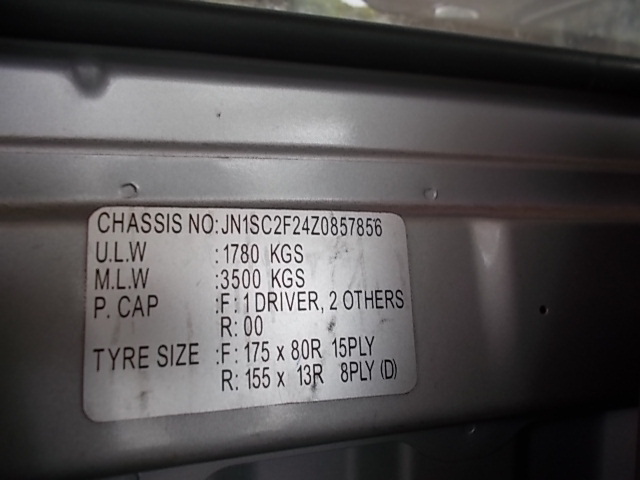 CHASSIS NO: JN1SC2F24Z0857856
U.L.W : 1780 KGS
M.L.W : 3500 KGS
P. CAP : F : 1 DRIVER, 2 OTHERS
R: 00
TYRE SIZE : F: 175 x 80R 15PLY
R: 155 x 13R 8PLY (D)